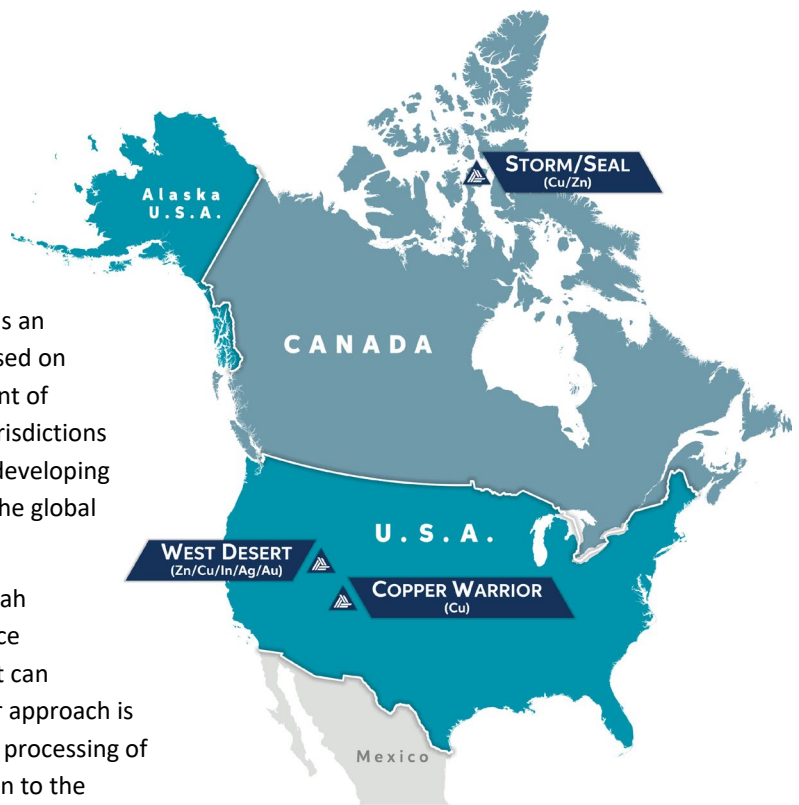 STORM/SEAL
(Cu/Zn)
Alaska
U.S.A.
CANADA
s an
sed on
nt of
risdictions
developing
he global
U.S.A.
WEST DESERT
(Zn/Cu/In/Ag/Au)
COPPER WARRIOR
(Cu)
ah
ce
t can
r approach is
processing of
n to the
Mexico